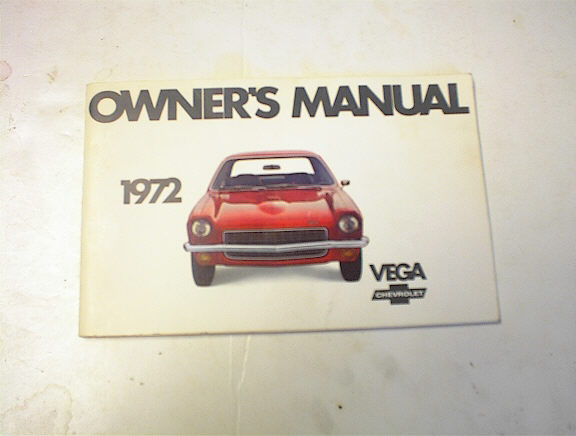 OWNER'S MANUAL
1972
VEGA
CHEVROLET